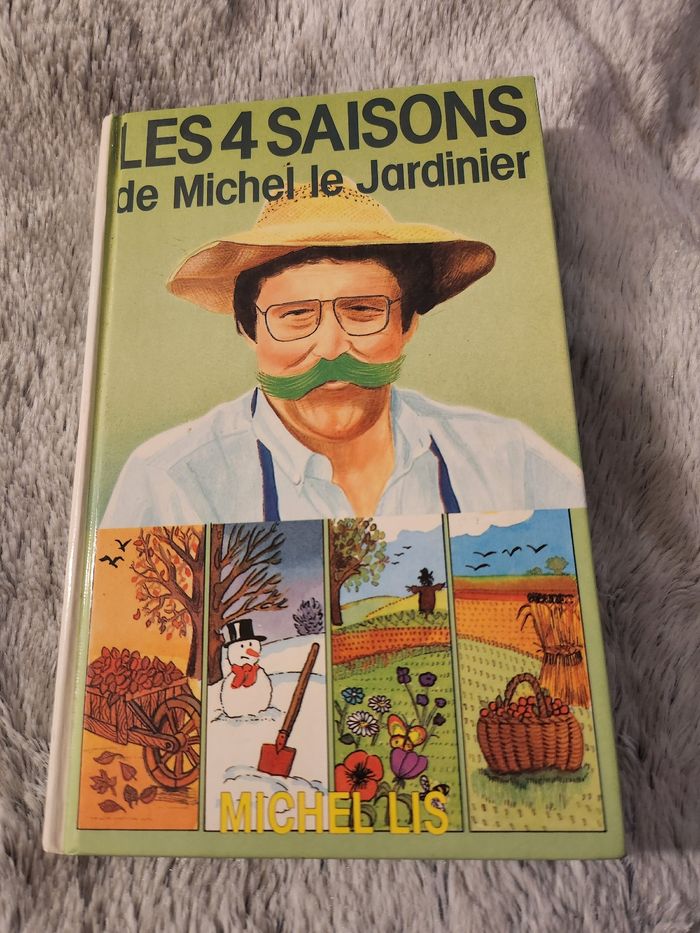 LES 4 SAISONS
de Michel le Jardinier
MICHEL LIS